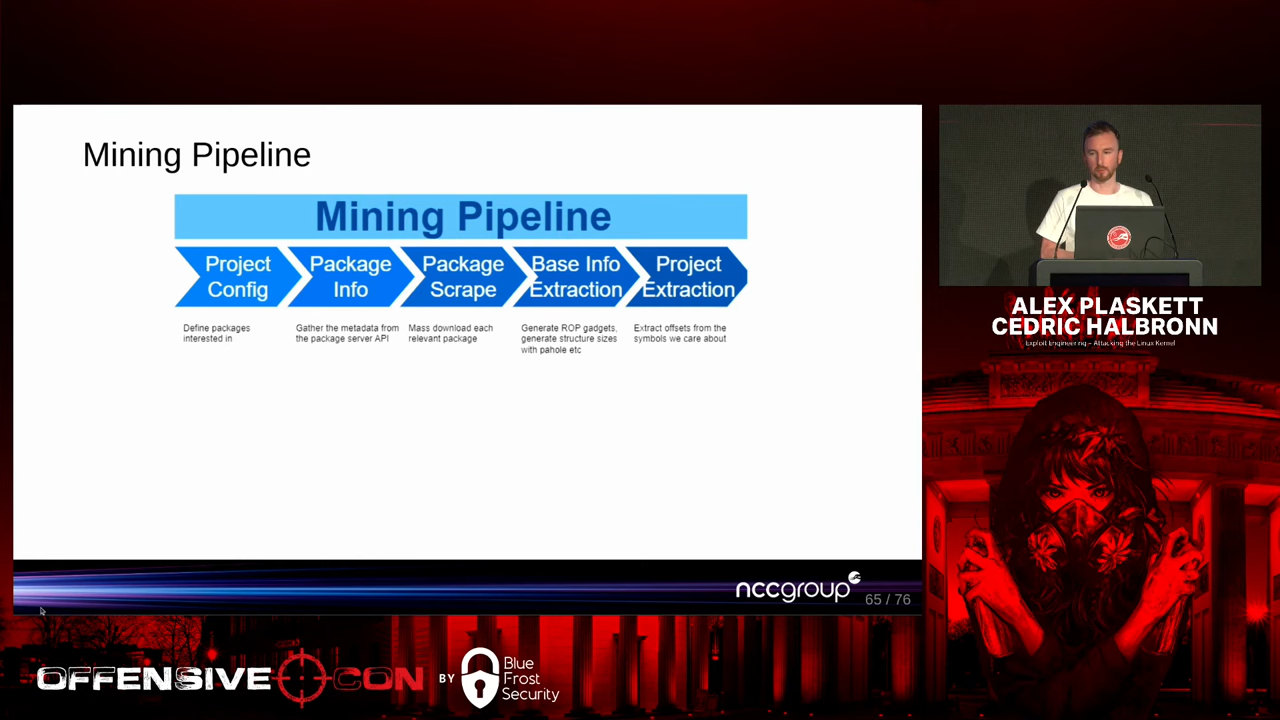 Mining Pipeline
Mining Pipeline
Project
Config
Package
Info
Package
Scrape
Base Info
Extraction
Project
Extraction
Define packages
interested in
Gather the metadata from
the package server API
Mass download each
relevant package
Generate ROP gadgets,
generate structure sizes
with pahole etc
Extract offsets from the
symbols we care about
nccgroup
65 / 76
ALEX PLASKETT
CEDRIC HALBRONN
Exploit Engineering – Attacking the Linux Kernel
OFFENSIVE CON
BY
Blue
Frost
Security